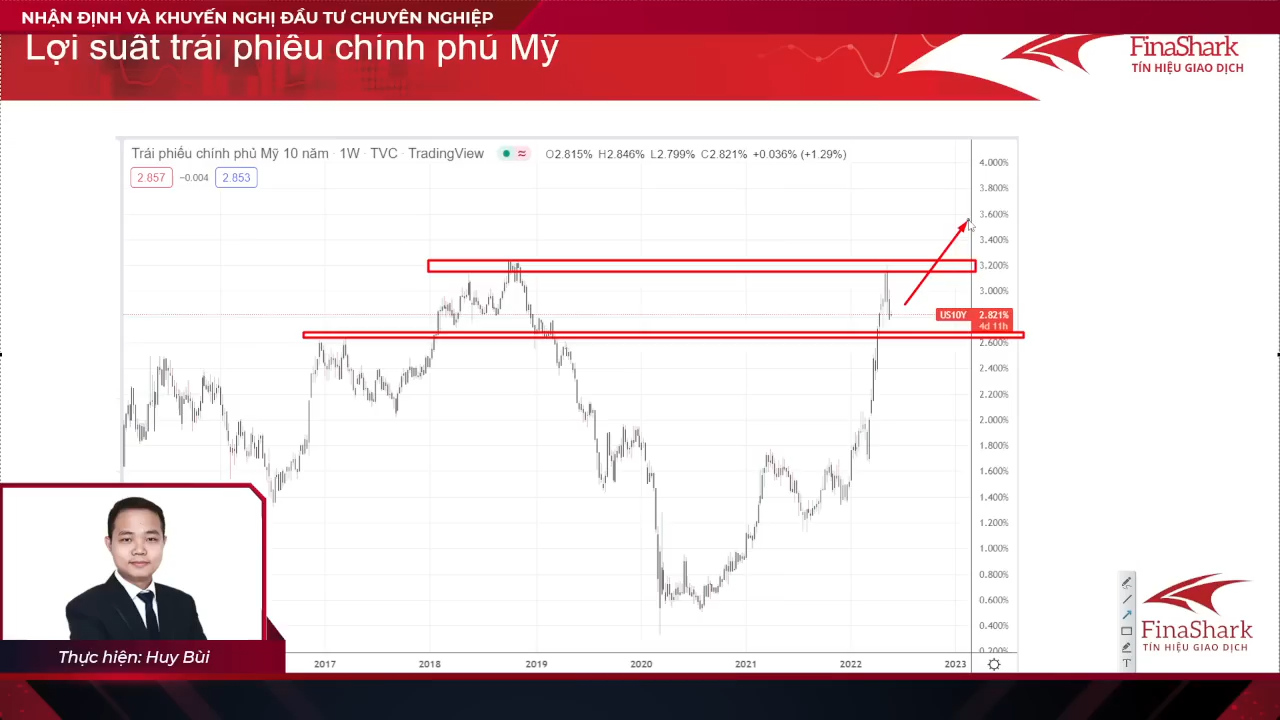 NHẬN ĐỊNH VÀ KHUYẾN NGHỊ ĐẦU TƯ CHUYÊN NGHIỆP
Lợi suất trái phiếu chính phủ Mỹ
FinaShark
TÍN HIỆU GIAO DỊCH
Trái phiếu chính phủ Mỹ 10 năm · 1W · TVC · TradingView
O2.815% H2.846% L2.799% C2.821% +0.036% (+1.29%)
2.857 −0.004 2.853
4.000%
3.800%
3.600%
3.400%
3.200%
3.000%
US10Y 2.821%
4d 11h
2.600%
2.400%
2.200%
2.000%
1.800%
1.600%
1.400%
1.200%
1.000%
0.800%
0.600%
0.400%
0.200%
2017 2018 2019 2020 2021 2022 2023
Thực hiện: Huy Bùi
T
FinaShark
TÍN HIỆU GIAO DỊCH